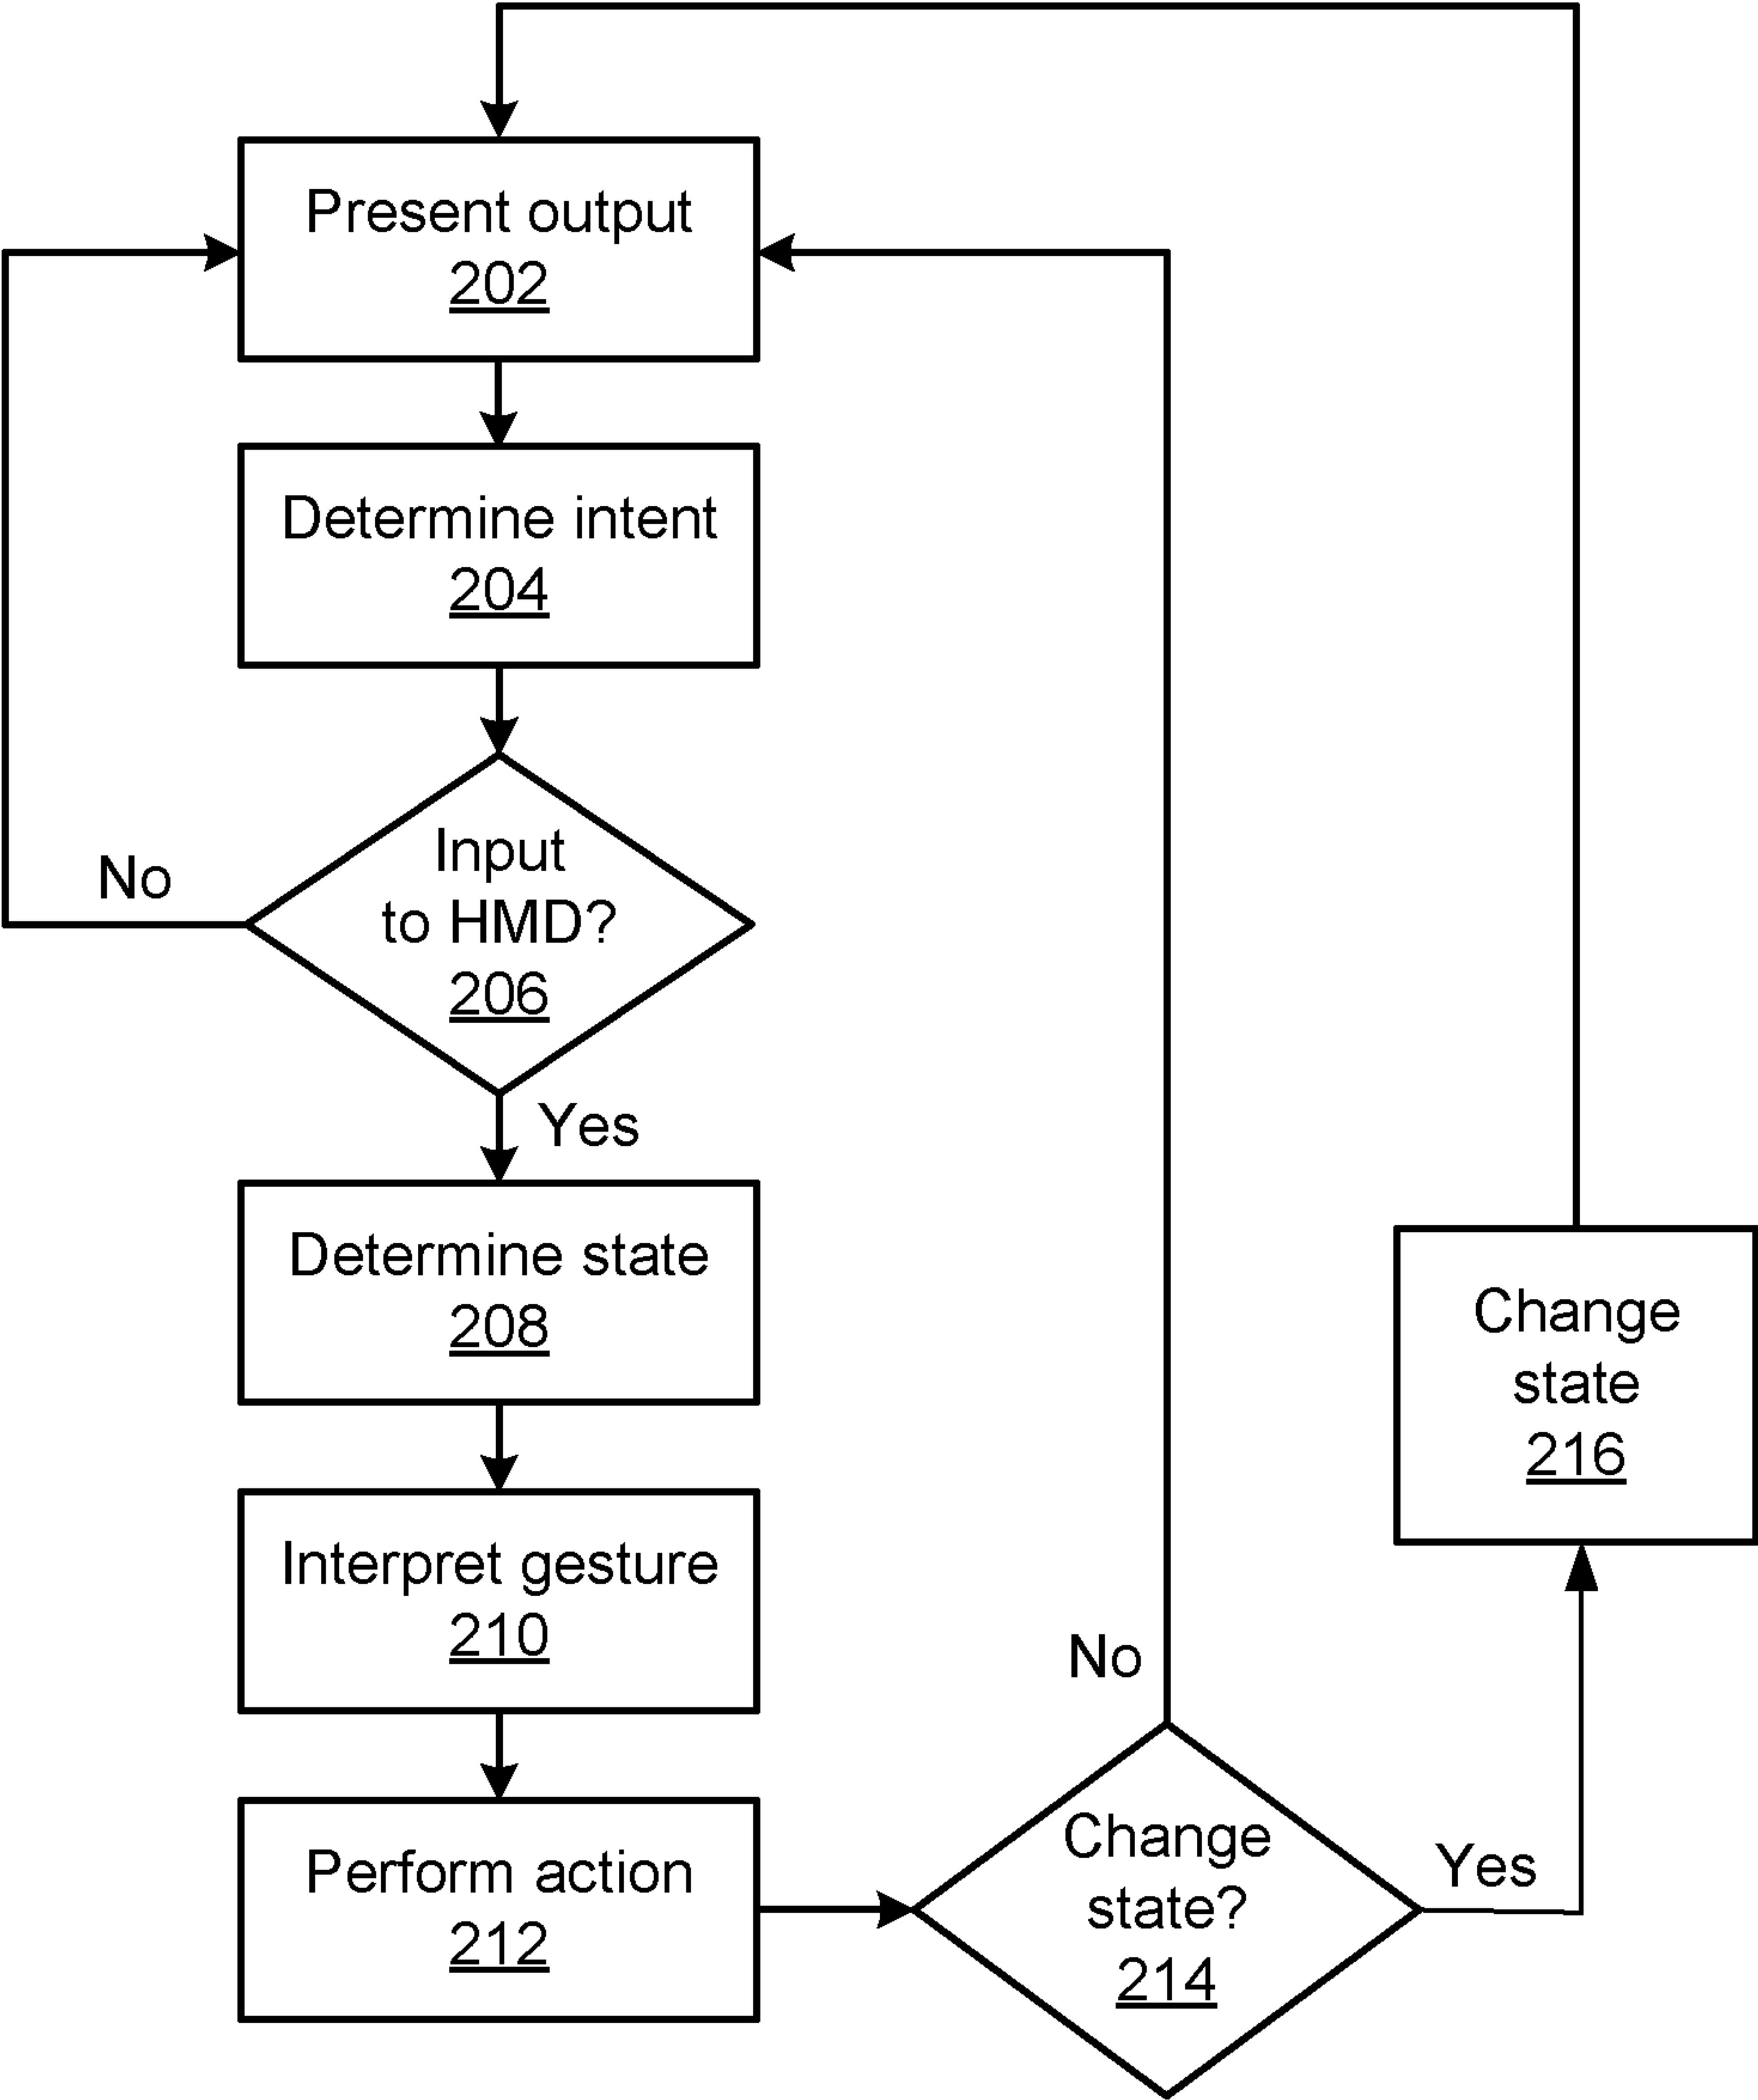 Present output
202
Determine intent
204
Input
to HMD?
206
No
Yes
Determine state
208
Interpret gesture
210
Perform action
212
Change
state?
214
No
Yes
Change
state
216